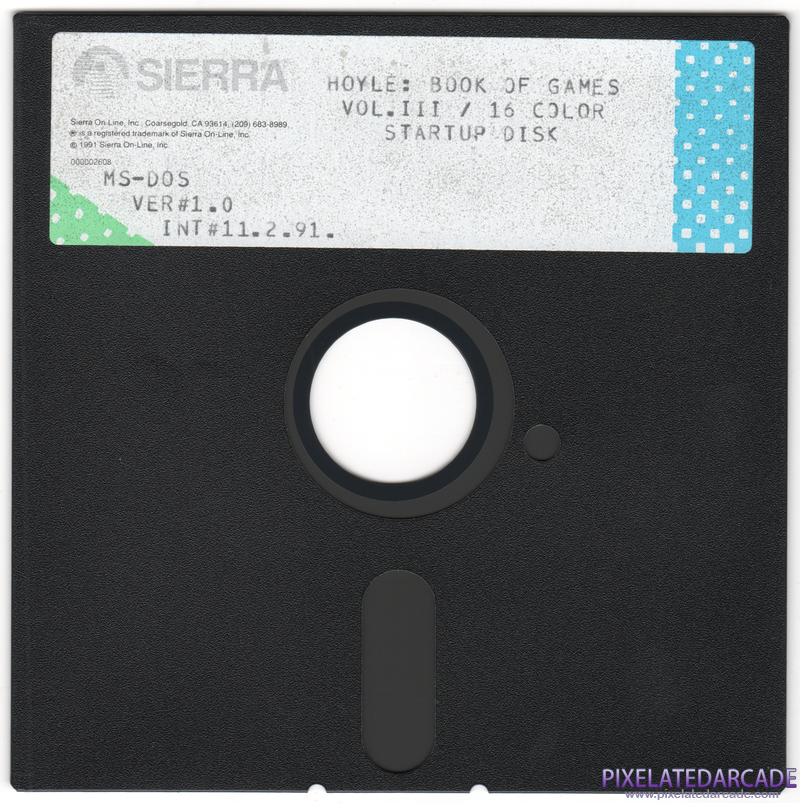 SIERRA
HOYLE: BOOK OF GAMES
VOL.III / 16 COLOR
STARTUP DISK
Sierra On-Line, Inc., Coarsegold, CA 93614, (209) 683-8989.
® is a registered trademark of Sierra On-Line, Inc.
© 1991 Sierra On-Line, Inc.
000002608
MS-DOS
VER#1.0
INT#11.2.91.
PIXELATEDARCADE
www.pixelatedarcade.com